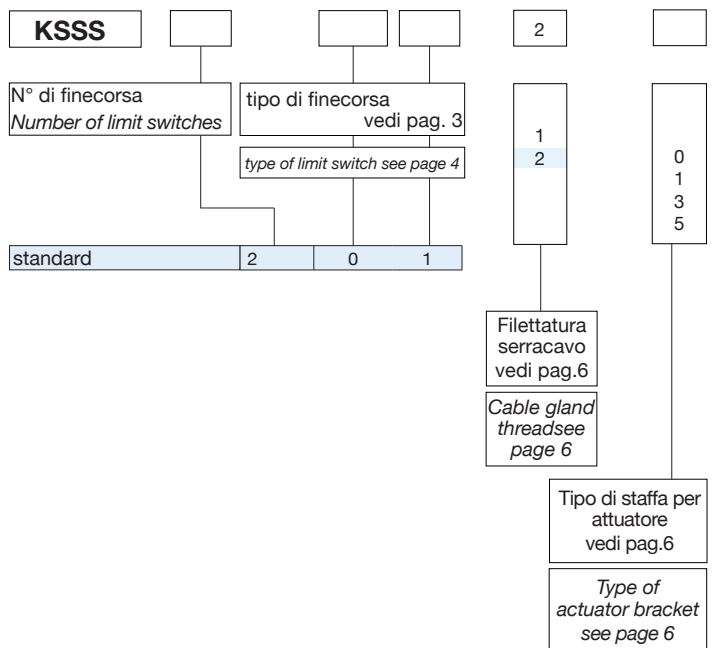 KSSS 2
N° di finecorsa
Number of limit switches
tipo di finecorsa
vedi pag. 3
type of limit switch see page 4
1
2
0
1
3
5
standard 2 0 1
Filettatura
serracavo
vedi pag.6
Cable gland
threadsee
page 6
Tipo di staffa per
attuatore
vedi pag.6
Type of
actuator bracket
see page 6